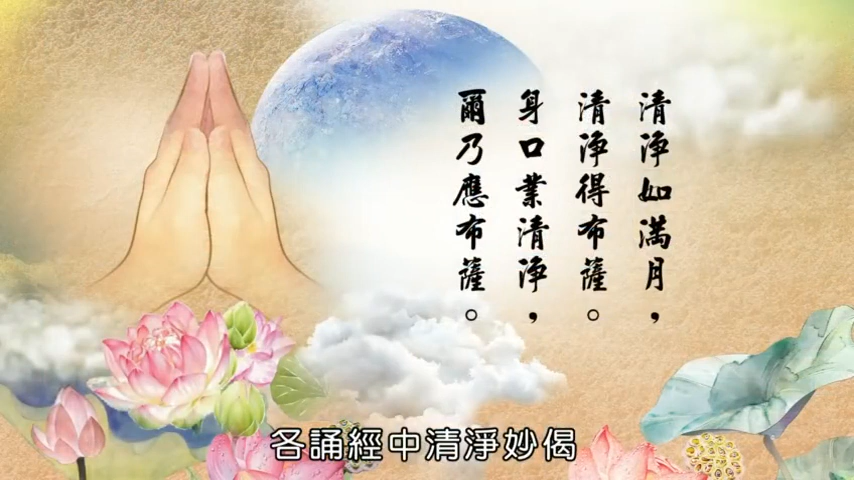 清淨如滿月，
清淨得布薩。
身口業清淨，
爾乃應布薩。
各誦經中清淨妙偈